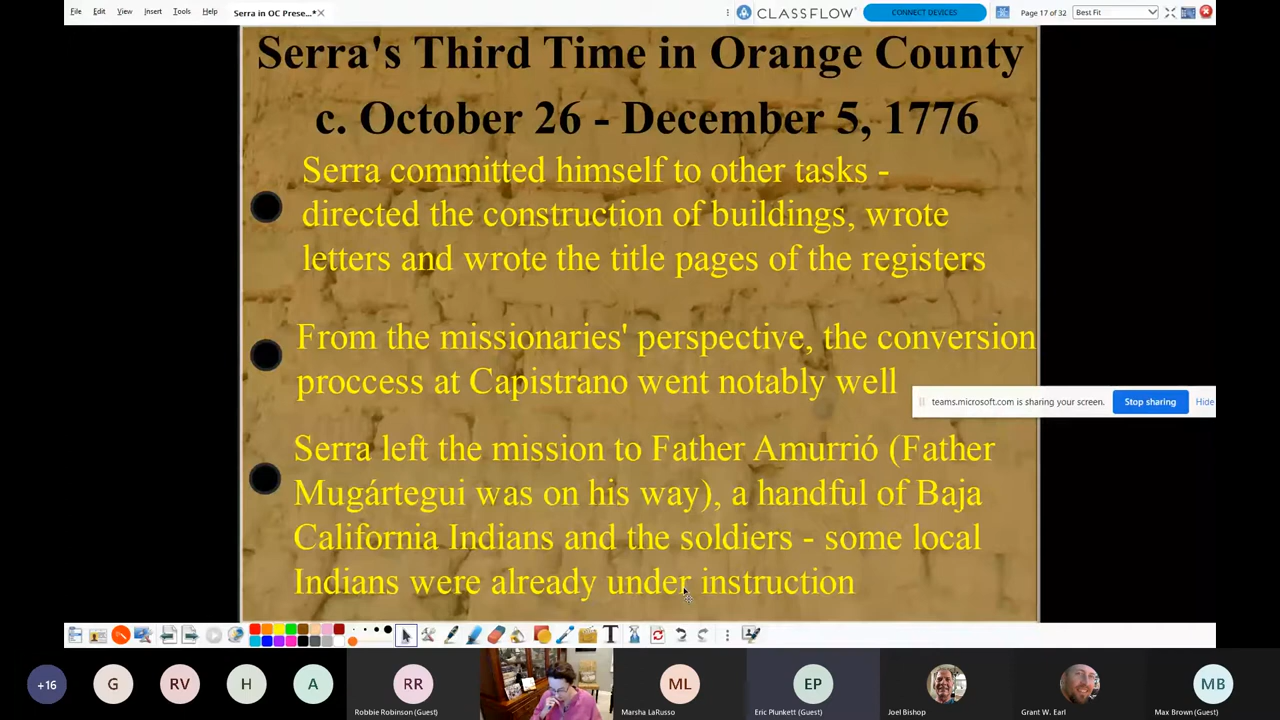 File Edit View Insert Tools Help
Serra in OC Prese...*
CLASSFLOW
CONNECT DEVICES
Page 17 of 32
Best Fit
Serra's Third Time in Orange County
c. October 26 - December 5, 1776
Serra committed himself to other tasks -
directed the construction of buildings, wrote
letters and wrote the title pages of the registers
From the missionaries' perspective, the conversion
proccess at Capistrano went notably well
teams.microsoft.com is sharing your screen.
Stop sharing
Hide
Serra left the mission to Father Amurrió (Father
Mugártegui was on his way), a handful of Baja
California Indians and the soldiers - some local
Indians were already under instruction
T
+16
G
RV
H
A
RR
ML
EP
MB
Robbie Robinson (Guest)
Marsha LaRusso
Eric Plunkett (Guest)
Joel Bishop
Grant W. Earl
Max Brown (Guest)